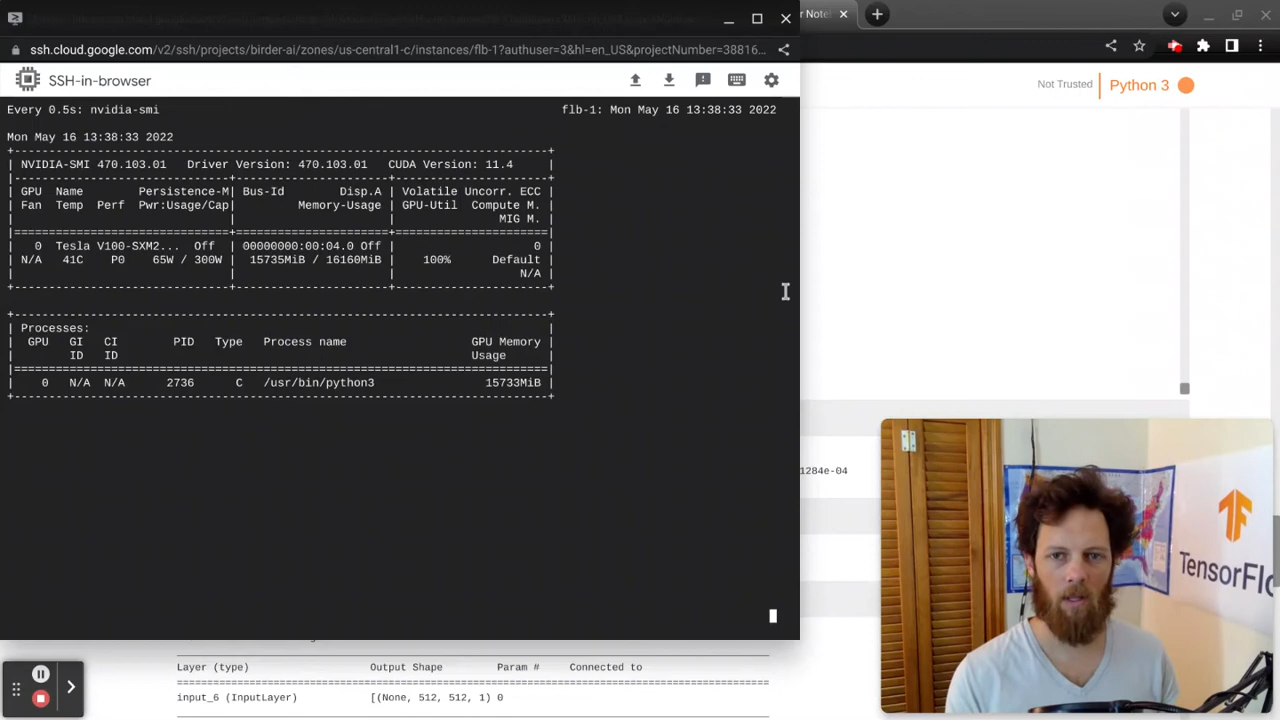 r Notel
ssh.cloud.google.com/v2/ssh/projects/birder-ai/zones/us-central1-c/instances/flb-1?authuser=3&hl=en_US&projectNumber=38816...
SSH-in-browser
Not Trusted
Python 3
Every 0.5s: nvidia-smi flb-1: Mon May 16 13:38:33 2022
Mon May 16 13:38:33 2022
+-----------------------------------------------------------------------------+
| NVIDIA-SMI 470.103.01 Driver Version: 470.103.01 CUDA Version: 11.4 |
|-------------------------------+----------------------+----------------------+
| GPU Name Persistence-M| Bus-Id Disp.A | Volatile Uncorr. ECC |
| Fan Temp Perf Pwr:Usage/Cap| Memory-Usage | GPU-Util Compute M. |
| | | MIG M. |
|===============================+======================+======================|
| 0 Tesla V100-SXM2... Off | 00000000:00:04.0 Off | 0 |
| N/A 41C P0 65W / 300W | 15735MiB / 16160MiB | 100% Default |
| | | N/A |
+-------------------------------+----------------------+----------------------+
+-----------------------------------------------------------------------------+
| Processes: |
| GPU GI CI PID Type Process name GPU Memory |
| ID ID Usage |
|=============================================================================|
| 0 N/A N/A 2736 C /usr/bin/python3 15733MiB |
+-----------------------------------------------------------------------------+
1284e-04
TensorFlo
Layer (type) Output Shape Param # Connected to
input_6 (InputLayer) [(None, 512, 512, 1) 0